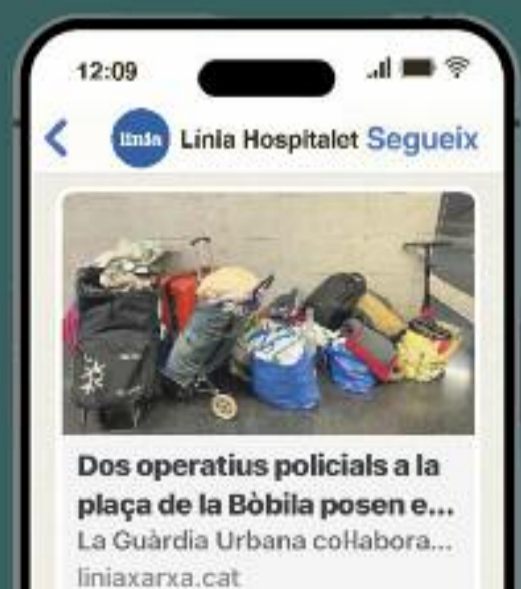 12:09
línia Línia Hospitalet Segueix
Dos operatius policials a la
plaça de la Bòbila posen e...
La Guàrdia Urbana col·labora...
liniaxarxa.cat